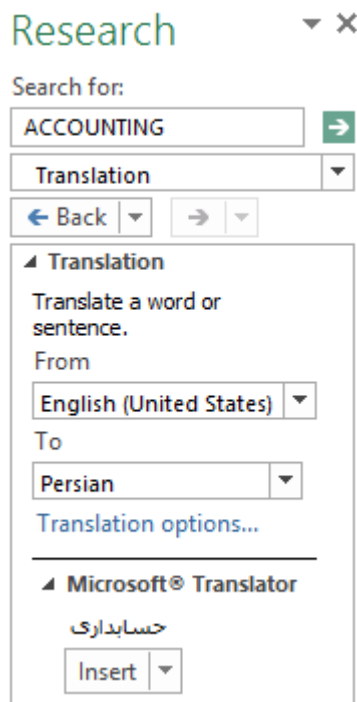 Research
Search for:
ACCOUNTING
Translation
Back
Translation
Translate a word or
sentence.
From
English (United States)
To
Persian
Translation options...
Microsoft® Translator
حسابداری
Insert